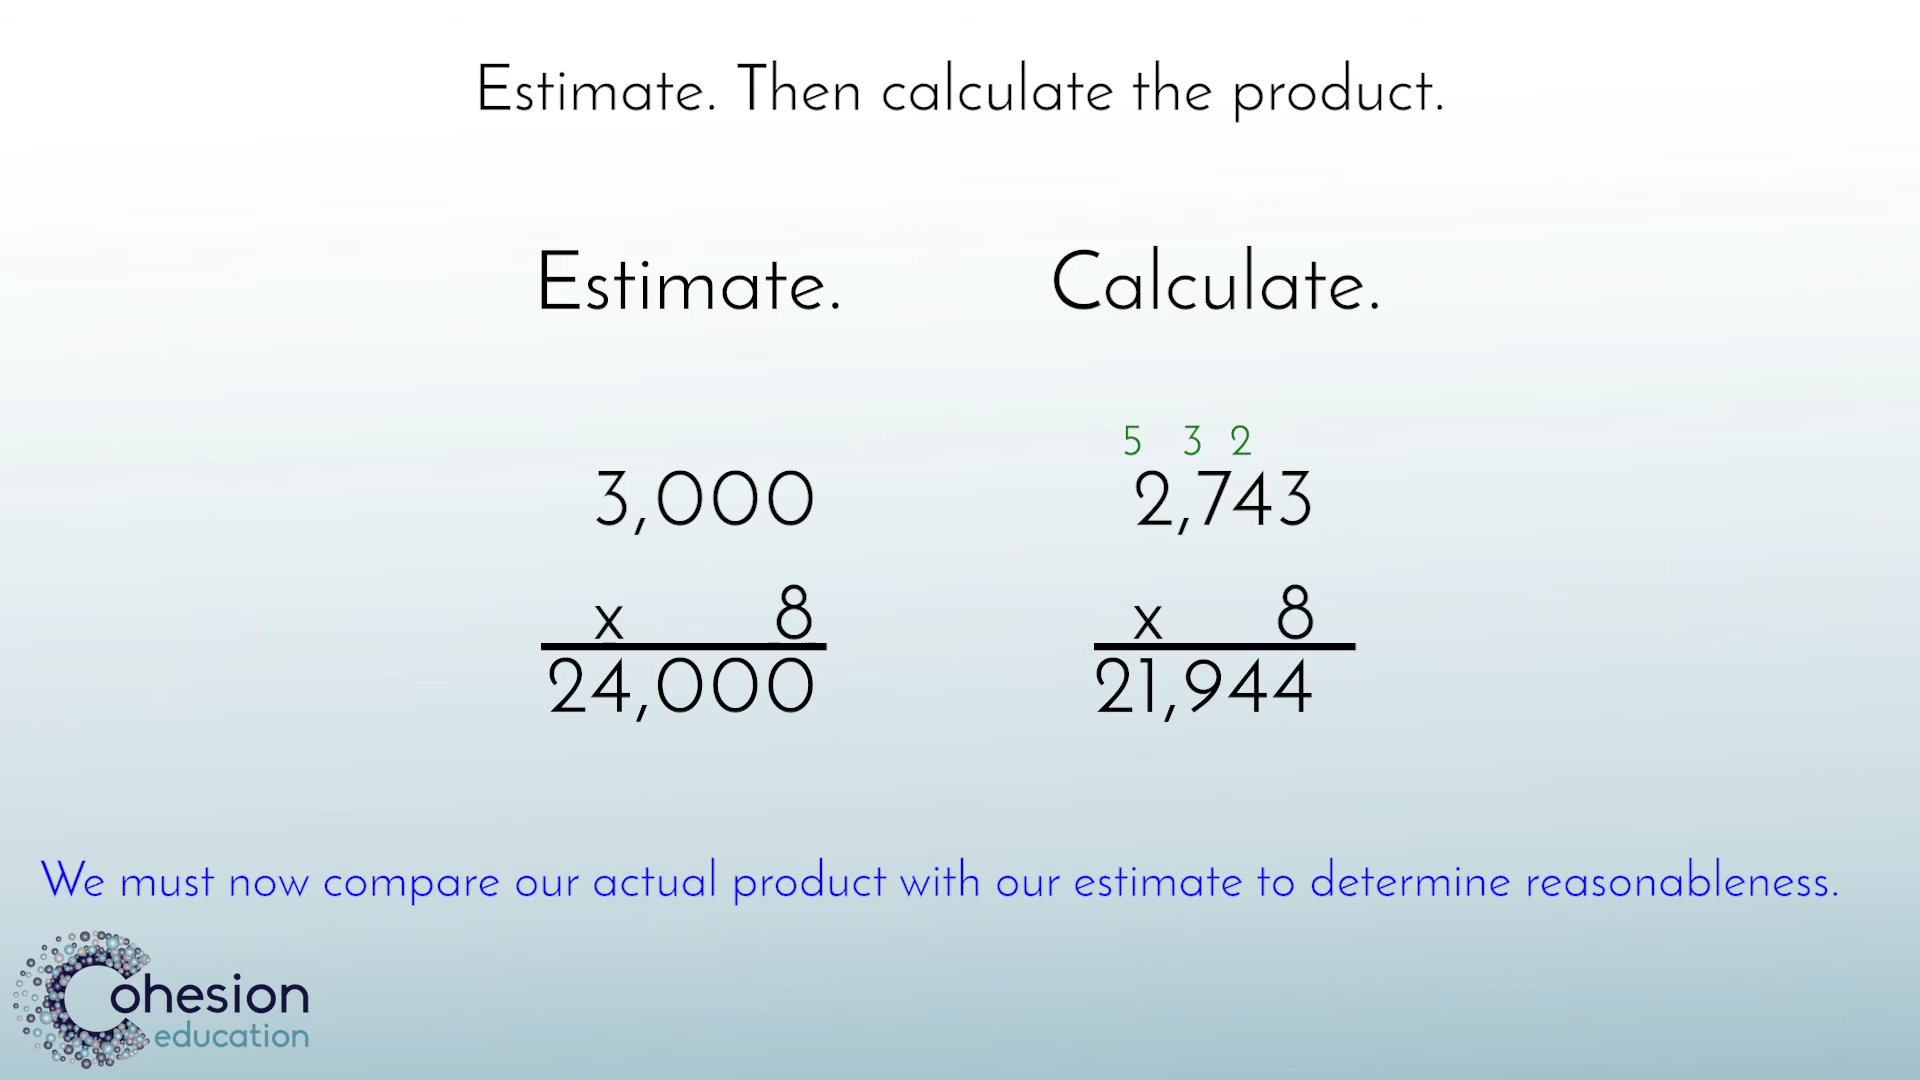 Estimate. Then calculate the product.
Estimate. Calculate.
5 3 2
3,000 2,743
x 8 x 8
24,000 21,944
We must now compare our actual product with our estimate to determine reasonableness.
Cohesion
education